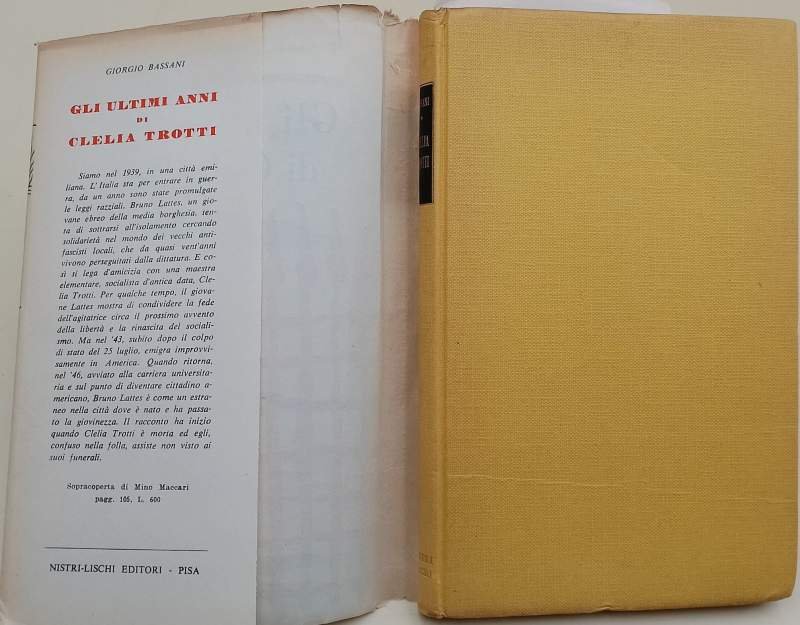 GIORGIO BASSANI
GLI ULTIMI ANNI
DI
CLELIA TROTTI
Siamo nel 1939, in una città emi-
liana. L'Italia sta per entrare in guer-
ra, da un anno sono state promulgate
le leggi razziali. Bruno Lattes, un gio-
vane ebreo della media borghesia, ten-
ta di sottrarsi all'isolamento cercando
solidarietà nel mondo dei vecchi anti-
fascisti locali, che da quasi vent'anni
vivono perseguitati dalla dittatura. E co-
sì si lega d'amicizia con una maestra
elementare, socialista d'antica data, Cle-
lia Trotti. Per qualche tempo, il giova-
ne Lattes mostra di condividere la fede
dell'agitatrice circa il prossimo avvento
della libertà e la rinascita del sociali-
smo. Ma nel '43, subito dopo il colpo
di stato del 25 luglio, emigra improvvi-
samente in America. Quando ritorna,
nel '46, avviato alla carriera universita-
ria e sul punto di diventare cittadino a-
mericano, Bruno Lattes è come un estra-
neo nella città dove è nato e ha passa-
to la giovinezza. Il racconto ha inizio
quando Clelia Trotti è morta ed egli,
confuso nella folla, assiste non visto ai
suoi funerali.
Sopracoperta di Mino Maccari
pagg. 105, L. 600
NISTRI-LISCHI EDITORI - PISA